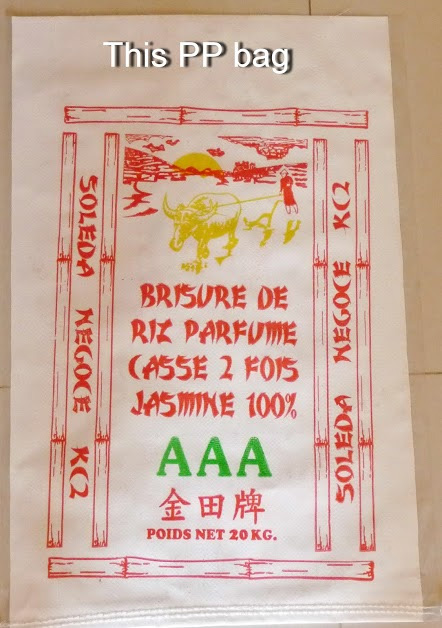 This PP bag
SOLEDA NEGOCE KC2
BRISURE DE
RIZ PARFUME
CASSE 2 FOIS
JASMINE 100%
AAA
金田牌
POIDS NET 20 KG.
SOLEDA NEGOCE KC2